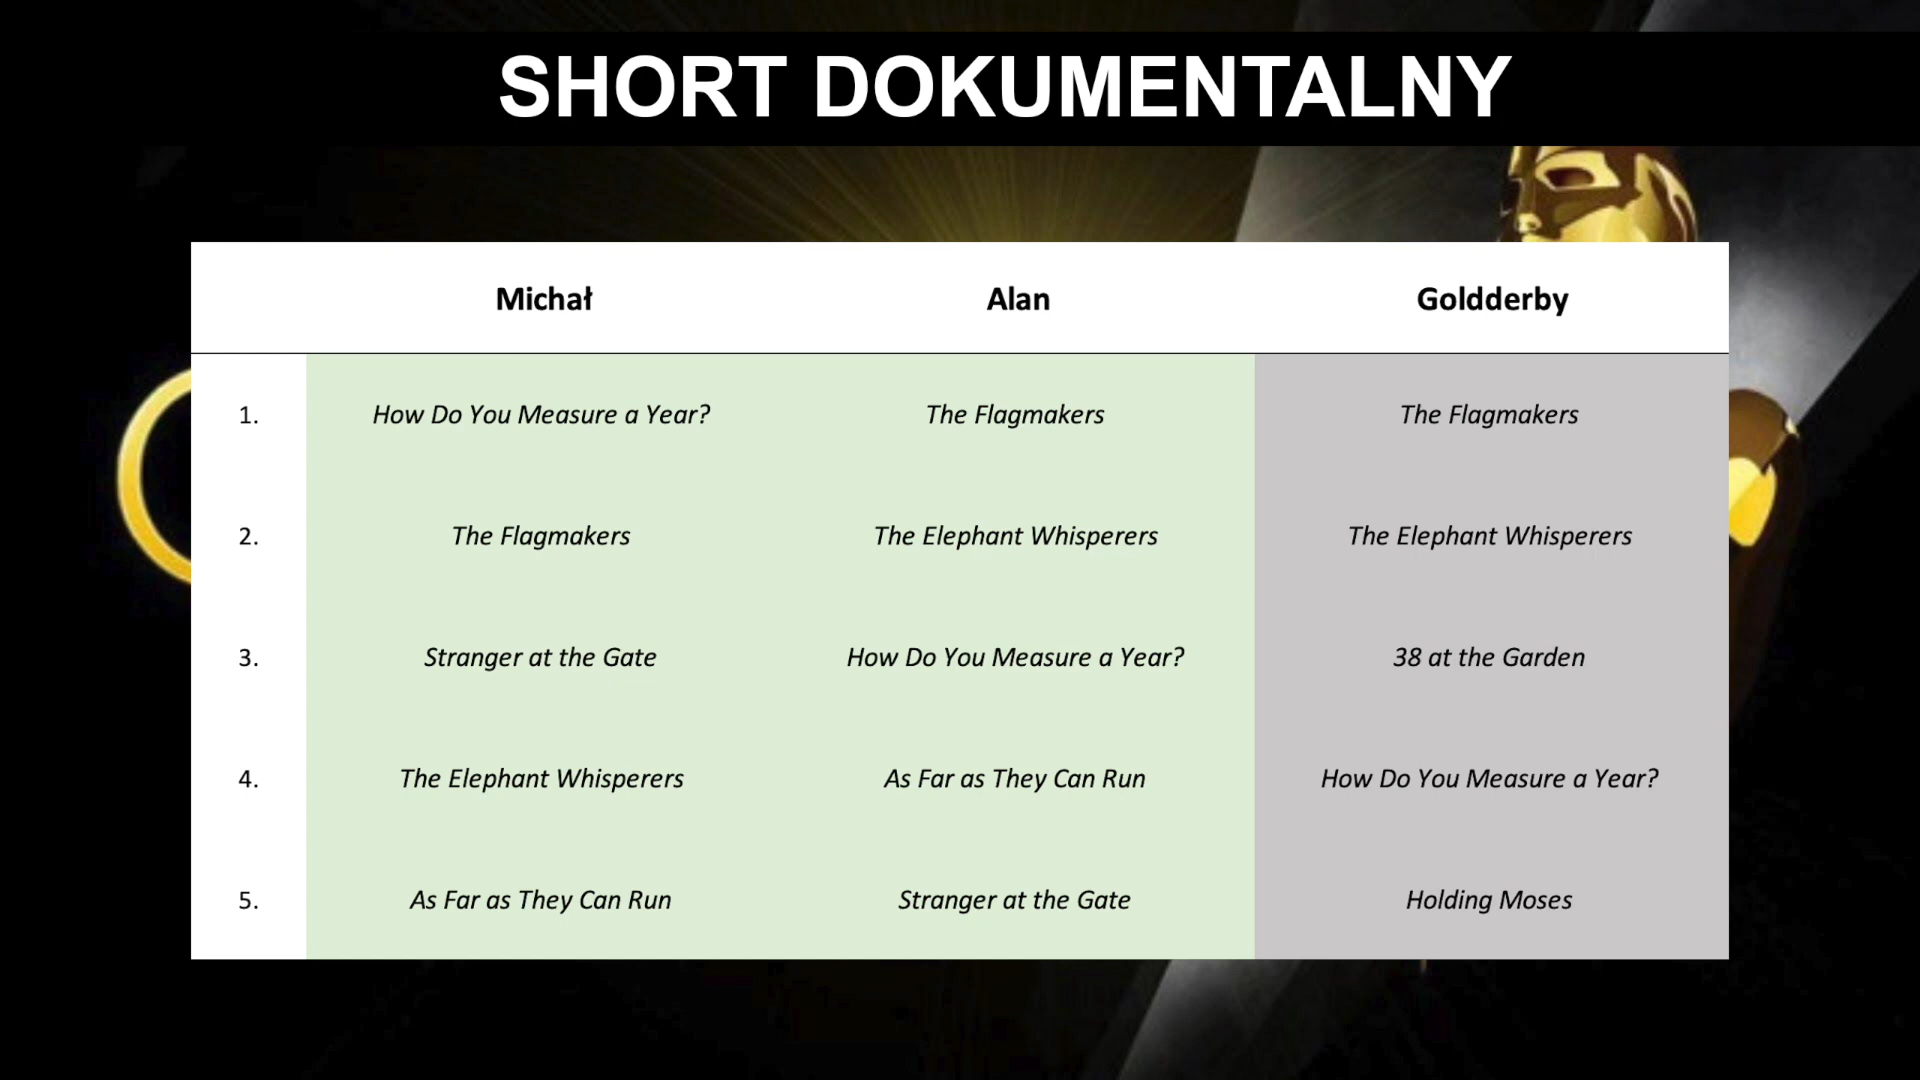 SHORT DOKUMENTALNY
Michał Alan Goldderby
1. How Do You Measure a Year? The Flagmakers The Flagmakers
2. The Flagmakers The Elephant Whisperers The Elephant Whisperers
3. Stranger at the Gate How Do You Measure a Year? 38 at the Garden
4. The Elephant Whisperers As Far as They Can Run How Do You Measure a Year?
5. As Far as They Can Run Stranger at the Gate Holding Moses